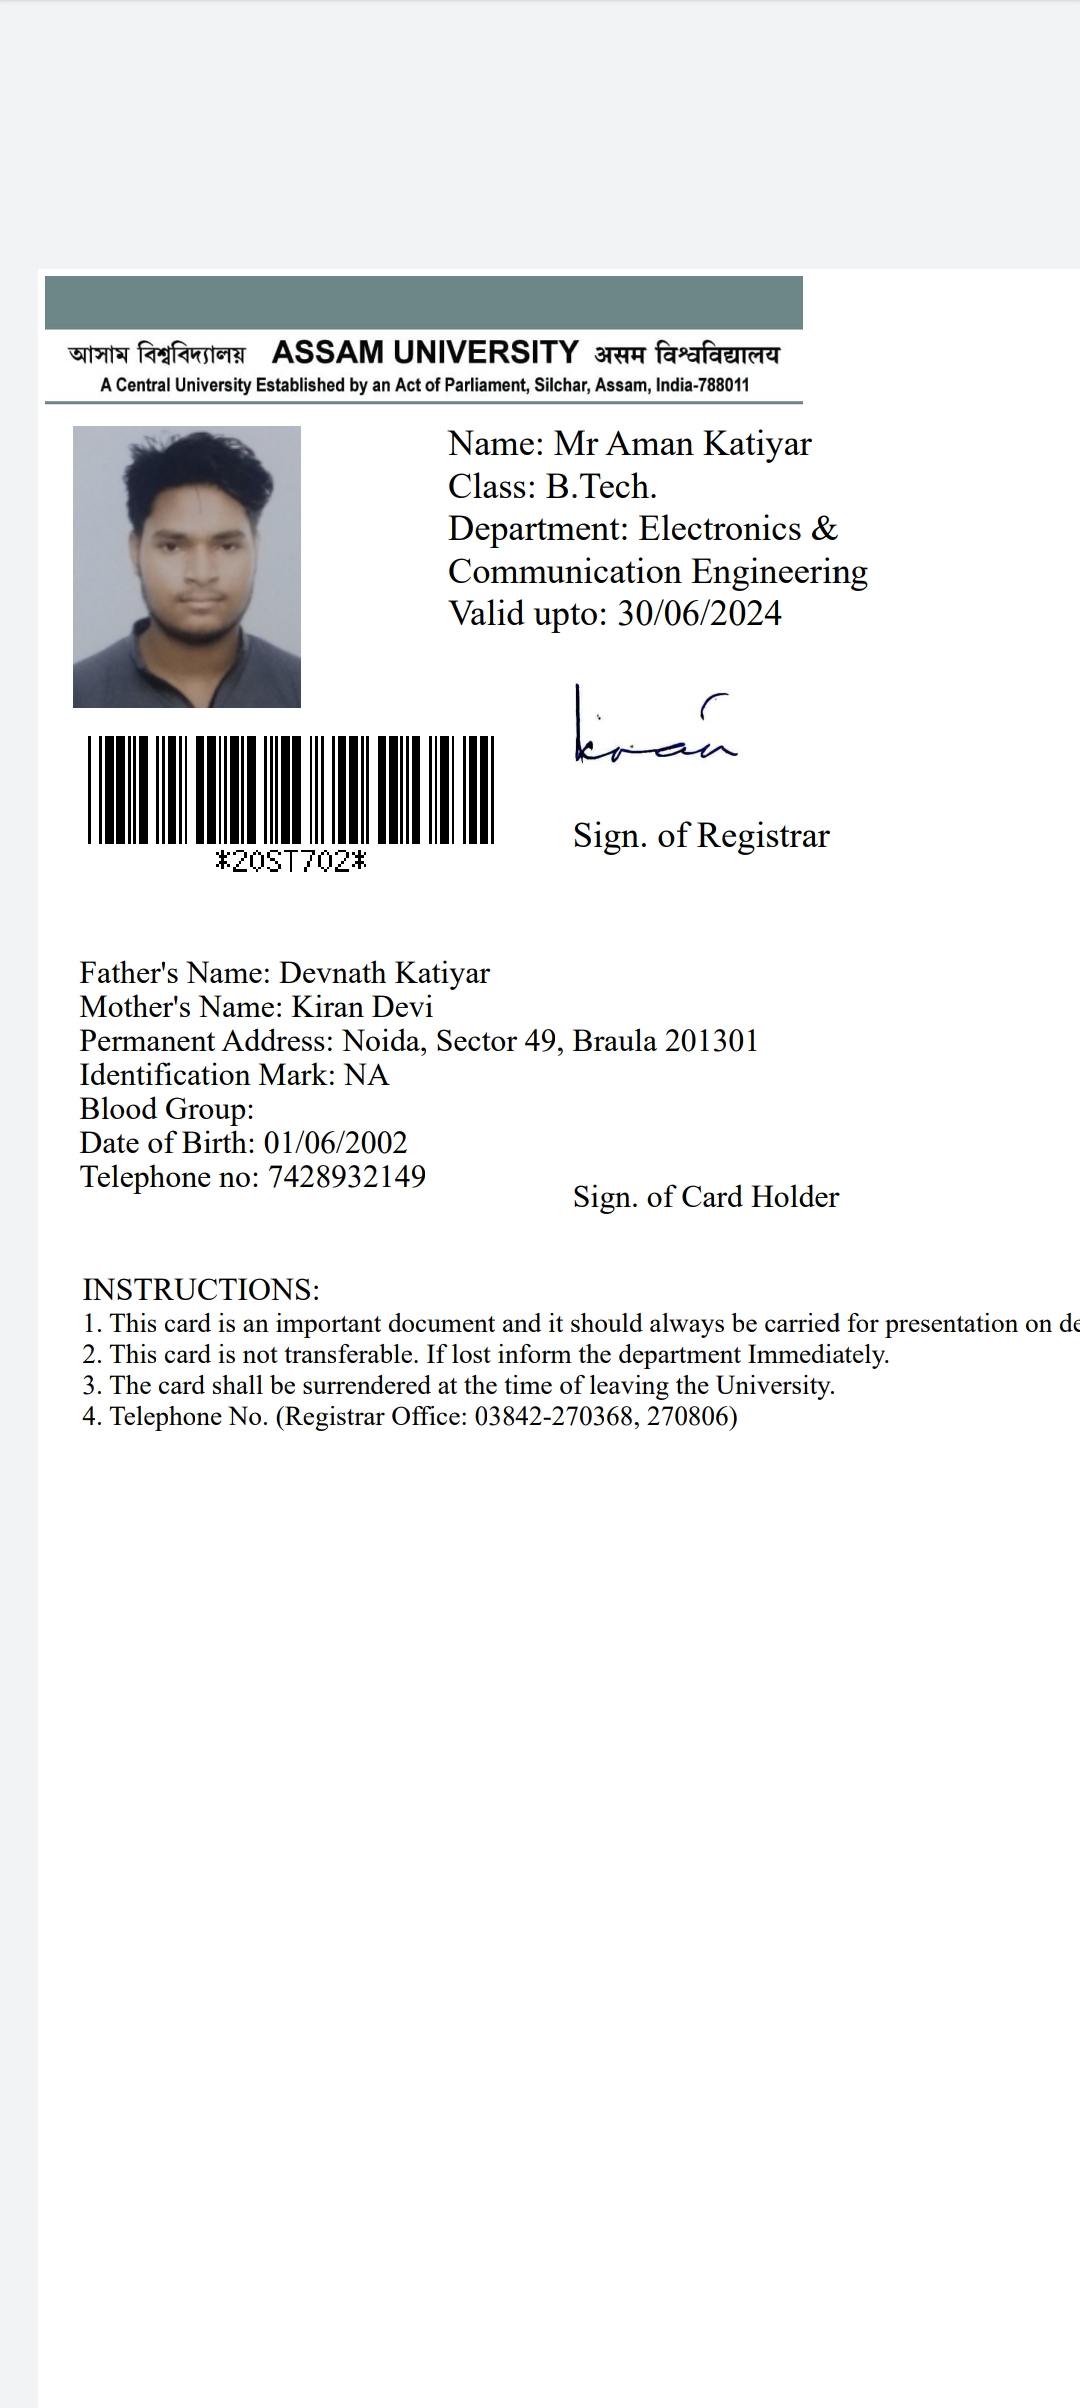 আসাম বিশ্ববিদ্যালয় ASSAM UNIVERSITY असम विश्वविद्यालय
A Central University Established by an Act of Parliament, Silchar, Assam, India-788011
Name: Mr Aman Katiyar
Class: B.Tech.
Department: Electronics &
Communication Engineering
Valid upto: 30/06/2024
kiran
Sign. of Registrar
*20ST702*
Father's Name: Devnath Katiyar
Mother's Name: Kiran Devi
Permanent Address: Noida, Sector 49, Braula 201301
Identification Mark: NA
Blood Group:
Date of Birth: 01/06/2002
Telephone no: 7428932149
Sign. of Card Holder
INSTRUCTIONS:
1. This card is an important document and it should always be carried for presentation on de
2. This card is not transferable. If lost inform the department Immediately.
3. The card shall be surrendered at the time of leaving the University.
4. Telephone No. (Registrar Office: 03842-270368, 270806)